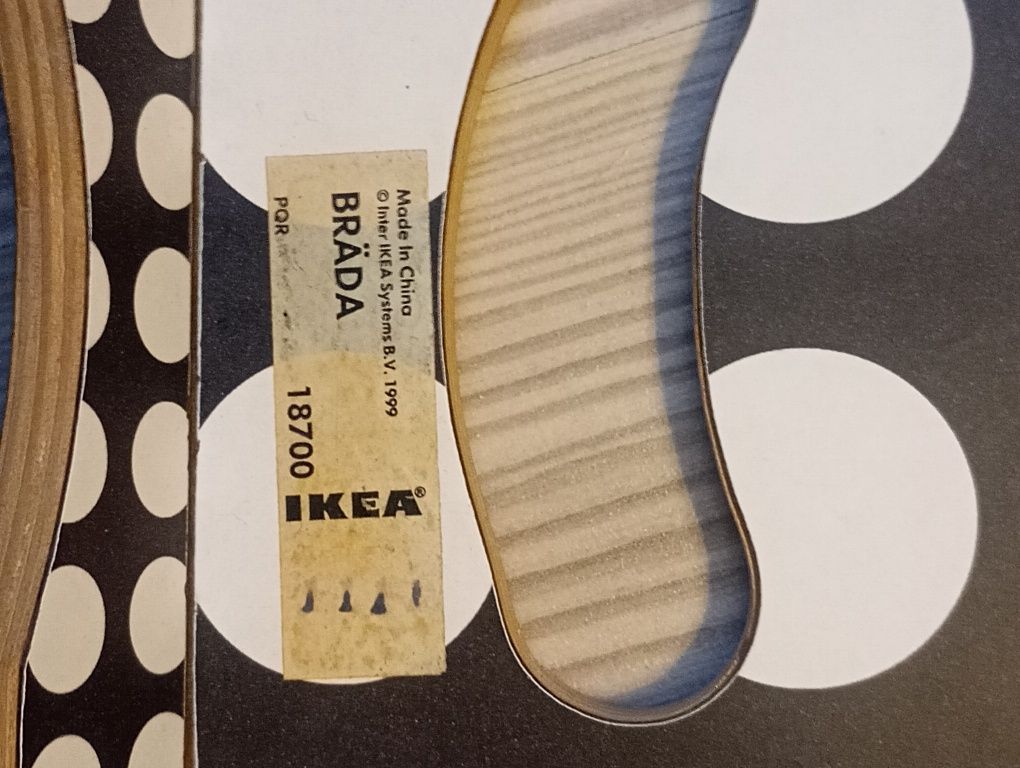 Made In China
© Inter IKEA Systems B.V. 1999
BRÄDA
18700
PQR
IKEA®